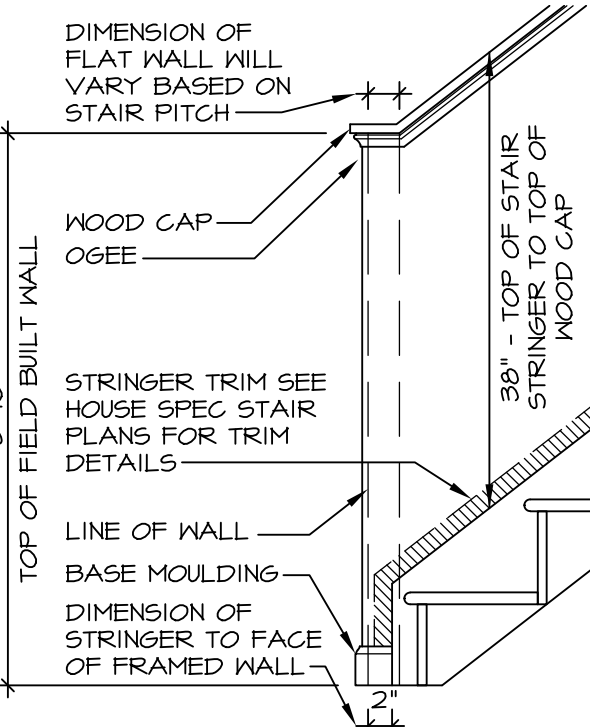 DIMENSION OF
FLAT WALL WILL
VARY BASED ON
STAIR PITCH
WOOD CAP
OGEE
TOP OF FIELD BUILT WALL
38" - TOP OF STAIR
STRINGER TO TOP OF
WOOD CAP
STRINGER TRIM SEE
HOUSE SPEC STAIR
PLANS FOR TRIM
DETAILS
LINE OF WALL
BASE MOULDING
DIMENSION OF
STRINGER TO FACE
OF FRAMED WALL
2"